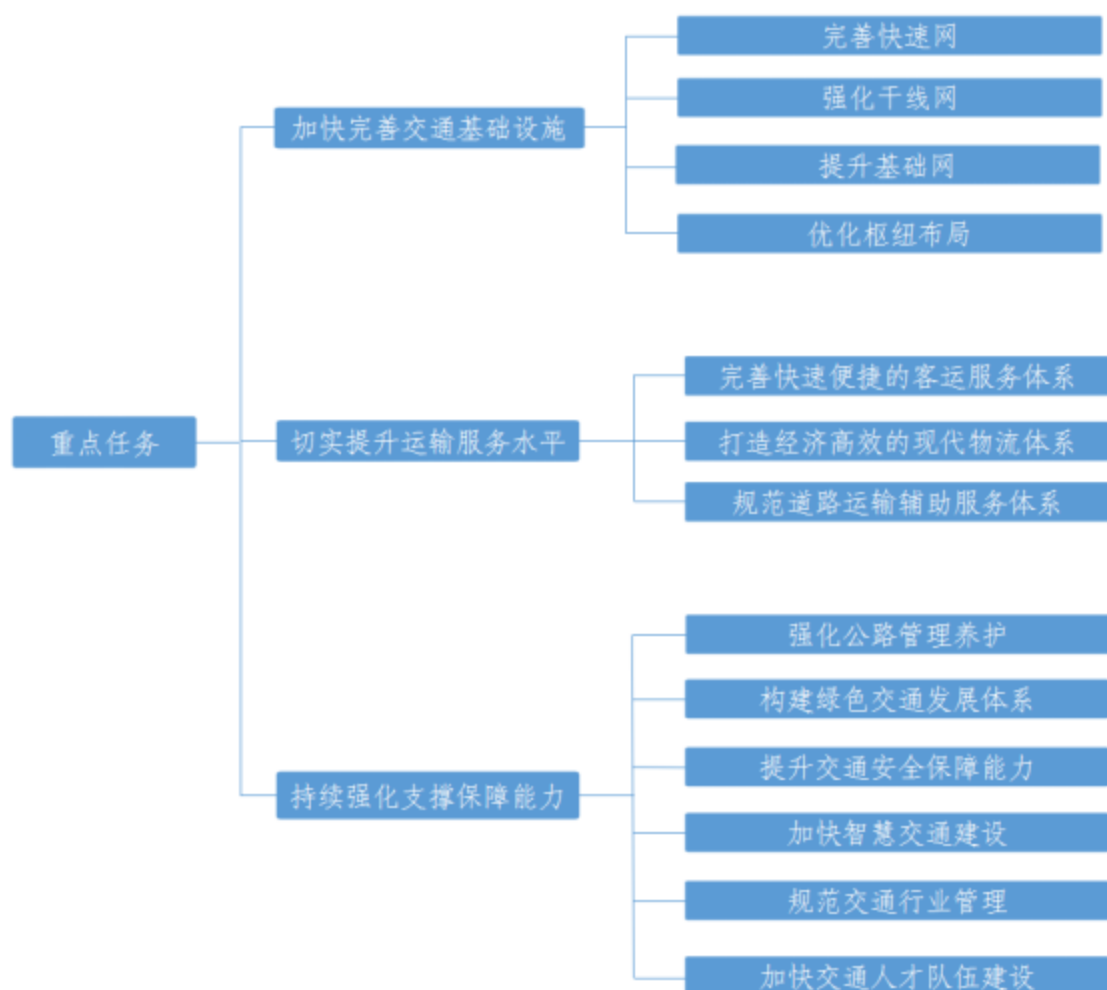 重点任务
加快完善交通基础设施
完善快速网
强化干线网
提升基础网
优化枢纽布局
切实提升运输服务水平
完善快速便捷的客运服务体系
打造经济高效的现代物流体系
规范道路运输辅助服务体系
持续强化支撑保障能力
强化公路管理养护
构建绿色交通发展体系
提升交通安全保障能力
加快智慧交通建设
规范交通行业管理
加快交通人才队伍建设